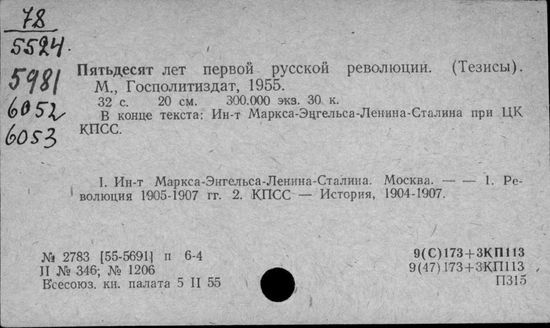 78
5524
5981
6052
6053
Пятьдесят лет первой русской революции. (Тезисы).
М., Госполитиздат, 1955.
32 с. 20 см. 300.000 экз. 30 к.
В конце текста: Ин-т Маркса-Энгельса-Ленина-Сталина при ЦК
КПСС.
1. Ин-т Маркса-Энгельса-Ленина-Сталина. Москва. — — 1. Ре-
волюция 1905-1907 гг. 2. КПСС — История, 1904-1907.
№ 2783 [55-5691] п 6-4
П № 346; № 1206
Всесоюз. кн. палата 5 II 55
9(С)173+3КП113
9(47)173+3КП113
П315